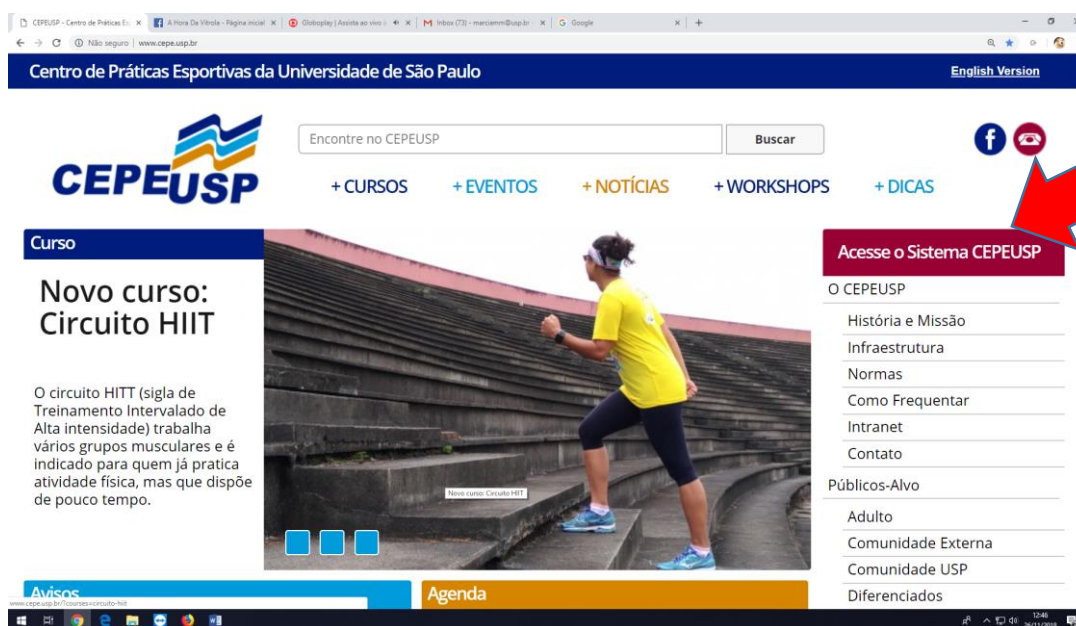 CEPEUSP - Centro de Práticas Es
A Hora Da Vitrola - Página inicial
Globoplay | Assista ao vivo à
Inbox (73) - marcianm@usp.br -
Google
Não seguro | www.cepe.usp.br
Centro de Práticas Esportivas da Universidade de São Paulo
English Version
CEPEUSP
Encontre no CEPEUSP
Buscar
+ CURSOS + EVENTOS + NOTÍCIAS + WORKSHOPS + DICAS
Curso
Novo curso:
Circuito HIIT
O circuito HITT (sigla de
Treinamento Intervalado de
Alta intensidade) trabalha
vários grupos musculares e é
indicado para quem já pratica
atividade física, mas que dispõe
de pouco tempo.
Novo curso: Circuito HIIT
Acesse o Sistema CEPEUSP
O CEPEUSP
História e Missão
Infraestrutura
Normas
Como Frequentar
Intranet
Contato
Públicos-Alvo
Adulto
Comunidade Externa
Comunidade USP
Diferenciados
Avisos
Agenda
www.cepe.usp.br/?courses=circuito-hiit
12:46
26/11/2018